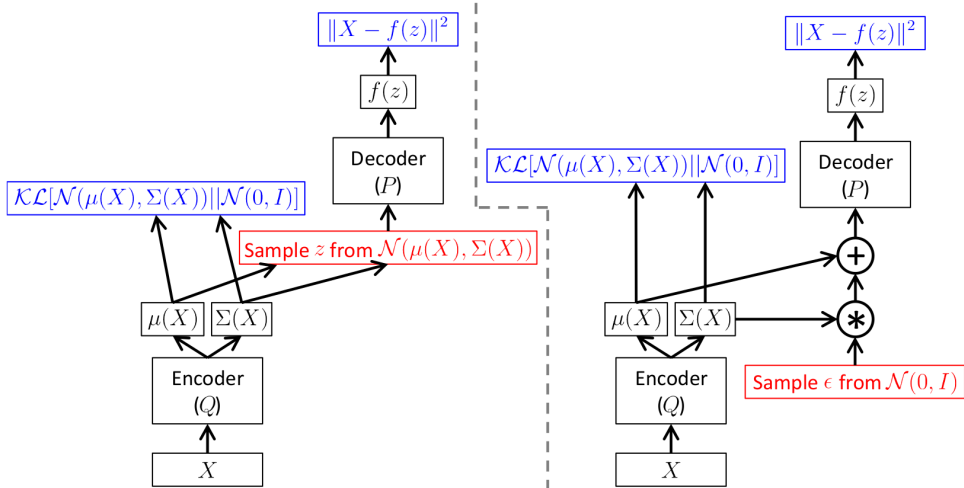 ‖X − f(z)‖²
f(z)
Decoder
(P)
𝒦ℒ[𝒩(μ(X), Σ(X))||𝒩(0, I)]
Sample z from 𝒩(μ(X), Σ(X))
μ(X)
Σ(X)
Encoder
(Q)
X
‖X − f(z)‖²
f(z)
Decoder
(P)
𝒦ℒ[𝒩(μ(X), Σ(X))||𝒩(0, I)]
+
μ(X)
Σ(X)
*
Sample ϵ from 𝒩(0, I)
Encoder
(Q)
X